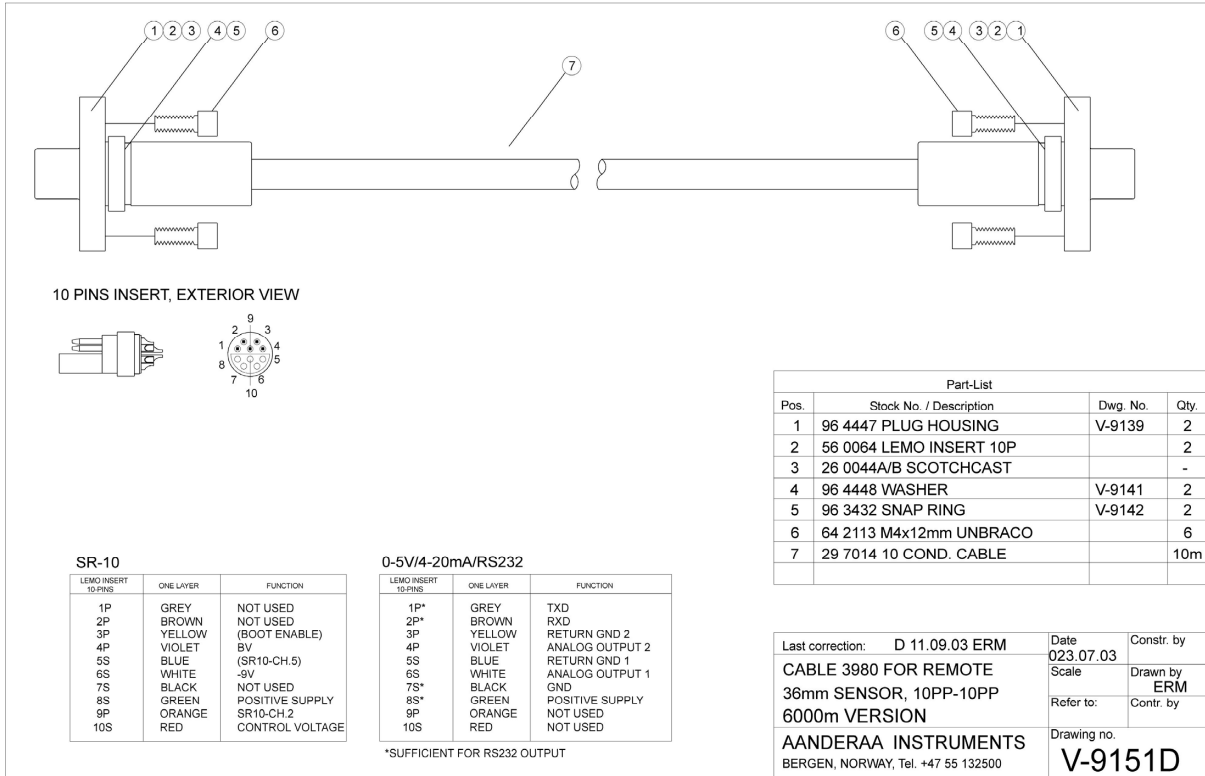 1 2 3 4 5 6
7
6 5 4 3 2 1
10 PINS INSERT, EXTERIOR VIEW
9
2 3
1 4
8 5
7 6
10
Part-List
Pos. Stock No. / Description Dwg. No. Qty.
1 96 4447 PLUG HOUSING V-9139 2
2 56 0064 LEMO INSERT 10P 2
3 26 0044A/B SCOTCHCAST -
4 96 4448 WASHER V-9141 2
5 96 3432 SNAP RING V-9142 2
6 64 2113 M4x12mm UNBRACO 6
7 29 7014 10 COND. CABLE 10m
SR-10
LEMO INSERT 10-PINS ONE LAYER FUNCTION
1P GREY NOT USED
2P BROWN NOT USED
3P YELLOW (BOOT ENABLE)
4P VIOLET BV
5S BLUE (SR10-CH.5)
6S WHITE -9V
7S BLACK NOT USED
8S GREEN POSITIVE SUPPLY
9P ORANGE SR10-CH.2
10S RED CONTROL VOLTAGE
0-5V/4-20mA/RS232
LEMO INSERT 10-PINS ONE LAYER FUNCTION
1P* GREY TXD
2P* BROWN RXD
3P YELLOW RETURN GND 2
4P VIOLET ANALOG OUTPUT 2
5S BLUE RETURN GND 1
6S WHITE ANALOG OUTPUT 1
7S* BLACK GND
8S* GREEN POSITIVE SUPPLY
9P ORANGE NOT USED
10S RED NOT USED
*SUFFICIENT FOR RS232 OUTPUT
Last correction: D 11.09.03 ERM
Date 023.07.03
Constr. by
CABLE 3980 FOR REMOTE
36mm SENSOR, 10PP-10PP
6000m VERSION
Scale
Drawn by ERM
Refer to:
Contr. by
AANDERAA INSTRUMENTS
BERGEN, NORWAY, Tel. +47 55 132500
Drawing no.
V-9151D